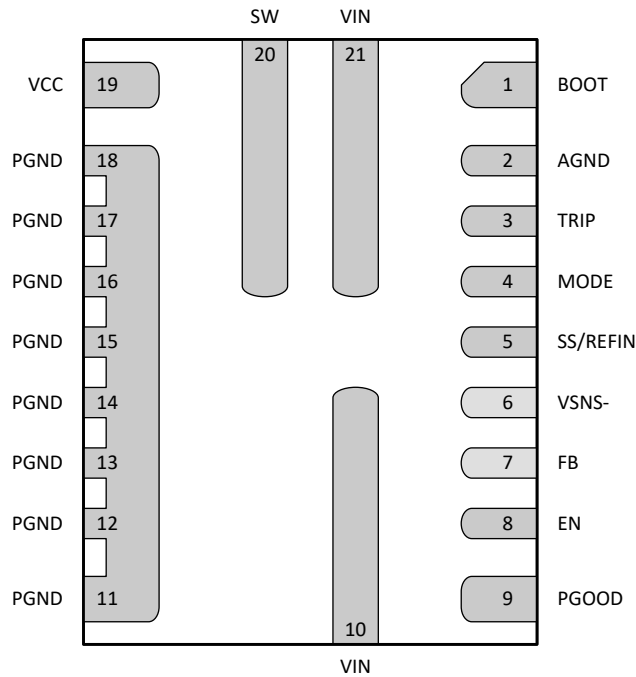 SW VIN
20 21
VCC 19 1 BOOT
PGND 18 2 AGND
PGND 17 3 TRIP
PGND 16 4 MODE
PGND 15 5 SS/REFIN
PGND 14 6 VSNS-
PGND 13 7 FB
PGND 12 8 EN
PGND 11 9 PGOOD
10
VIN